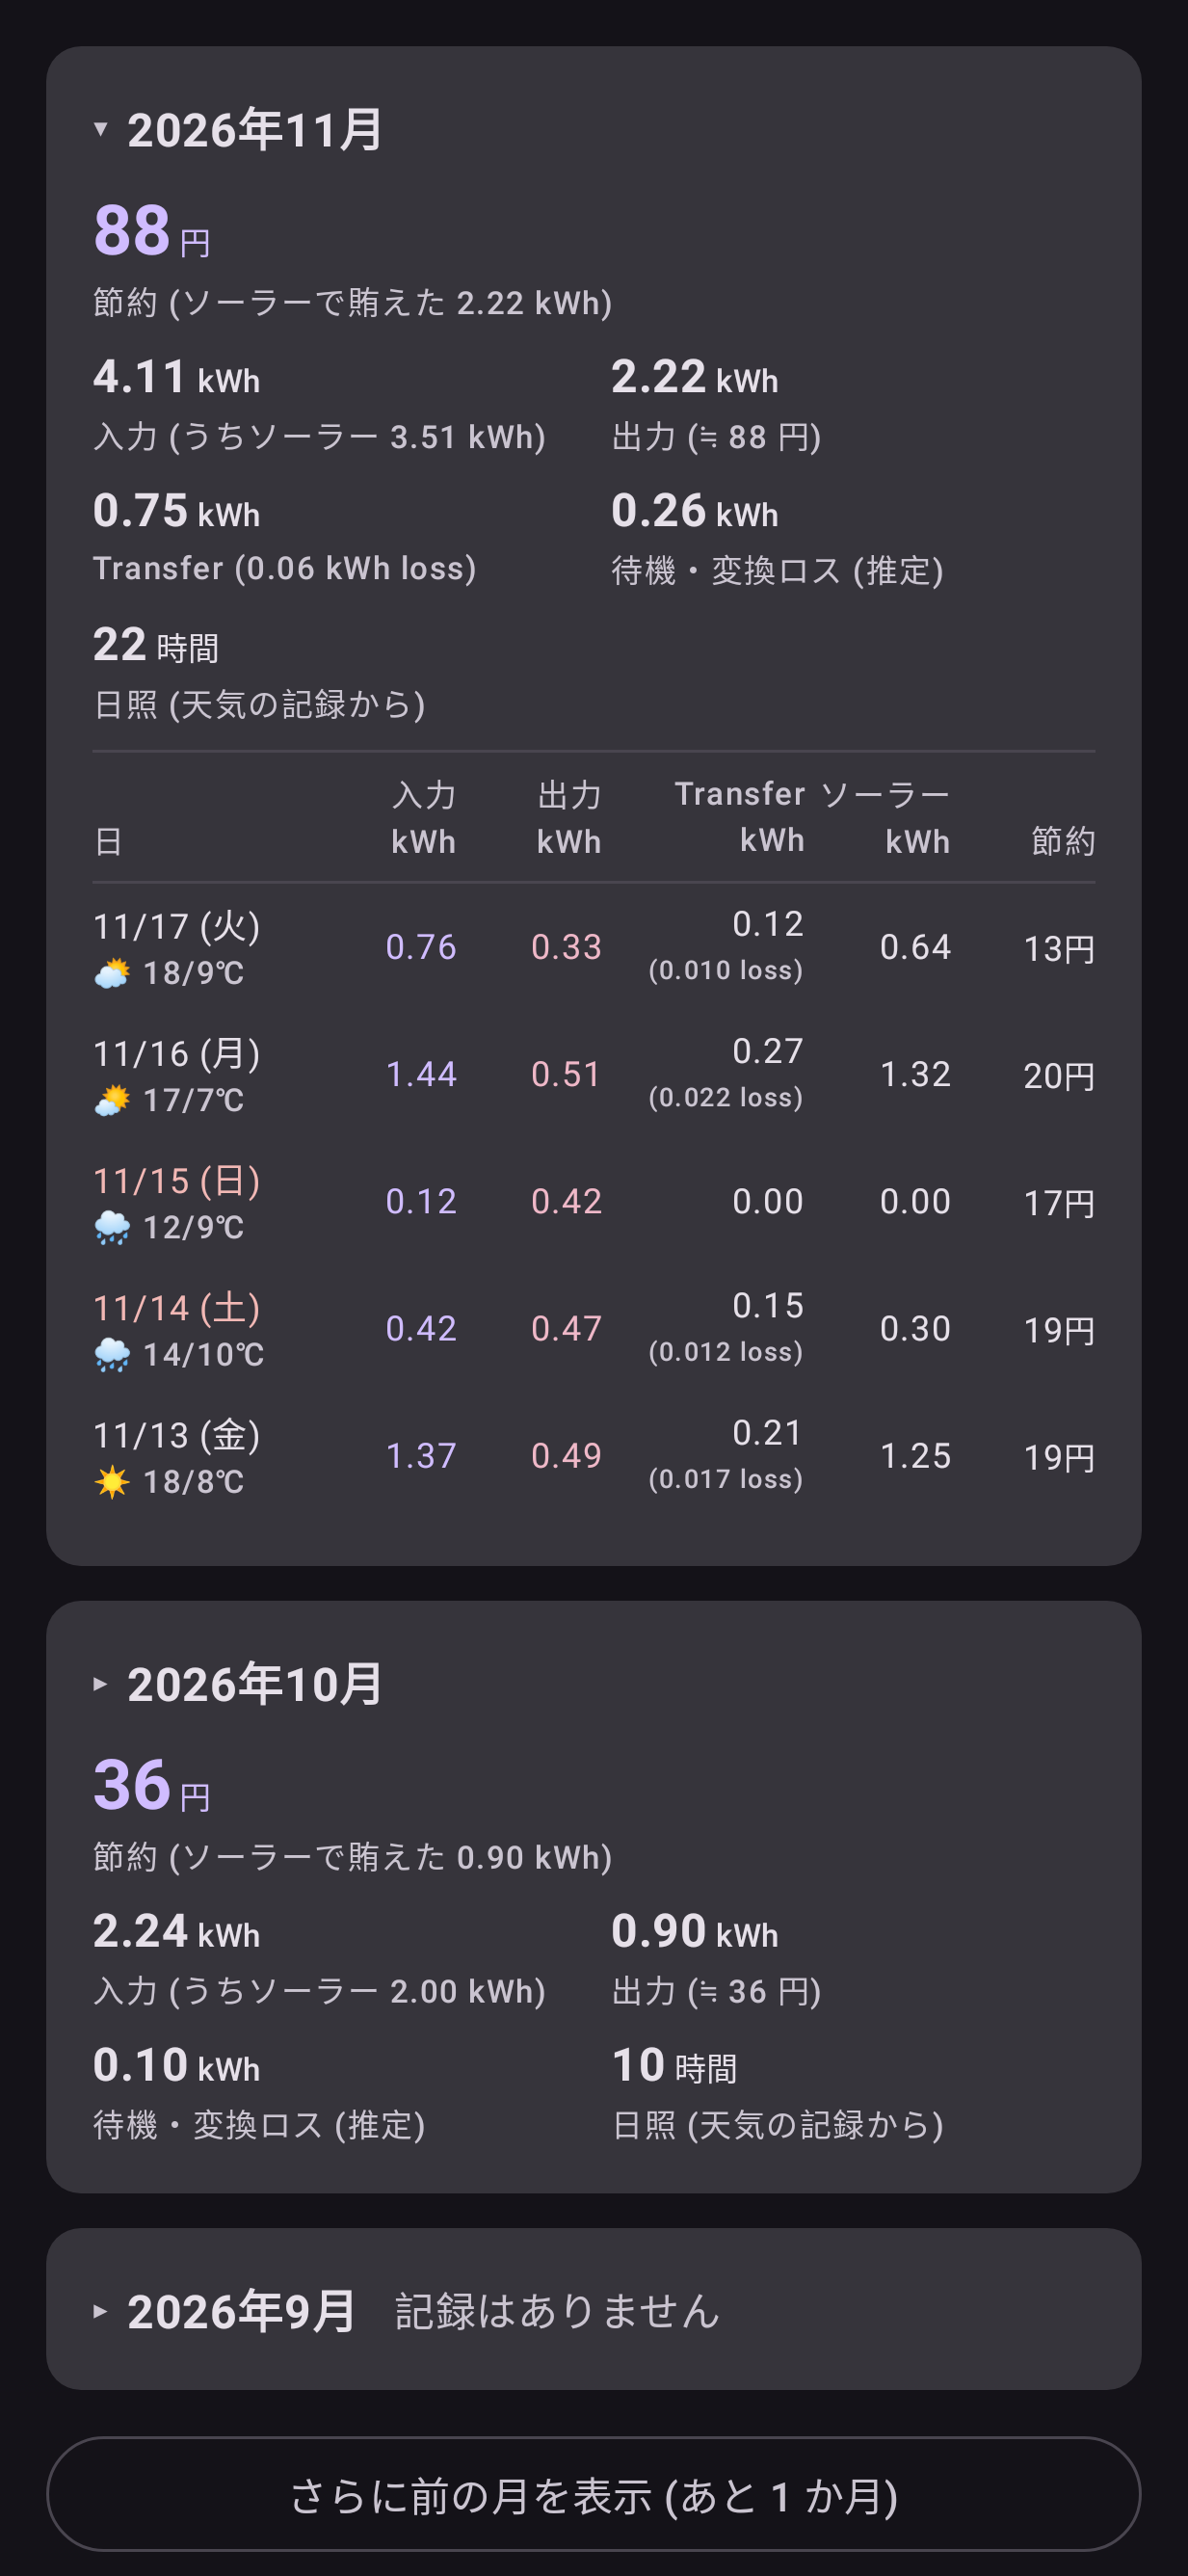 ▼ 2026年11月
88 円
節約 (ソーラーで賄えた 2.22 kWh)
4.11 kWh 2.22 kWh
入力 (うちソーラー 3.51 kWh) 出力 (≒ 88 円)
0.75 kWh 0.26 kWh
Transfer (0.06 kWh loss) 待機・変換ロス (推定)
22 時間
日照 (天気の記録から)
日 入力 kWh 出力 kWh Transfer kWh ソーラー kWh 節約
11/17 (火) 0.76 0.33 0.12 0.64 13円
18/9℃ (0.010 loss)
11/16 (月) 1.44 0.51 0.27 1.32 20円
17/7℃ (0.022 loss)
11/15 (日) 0.12 0.42 0.00 0.00 17円
12/9℃
11/14 (土) 0.42 0.47 0.15 0.30 19円
14/10℃ (0.012 loss)
11/13 (金) 1.37 0.49 0.21 1.25 19円
18/8℃ (0.017 loss)
▶ 2026年10月
36 円
節約 (ソーラーで賄えた 0.90 kWh)
2.24 kWh 0.90 kWh
入力 (うちソーラー 2.00 kWh) 出力 (≒ 36 円)
0.10 kWh 10 時間
待機・変換ロス (推定) 日照 (天気の記録から)
▶ 2026年9月 記録はありません
さらに前の月を表示 (あと 1 か月)